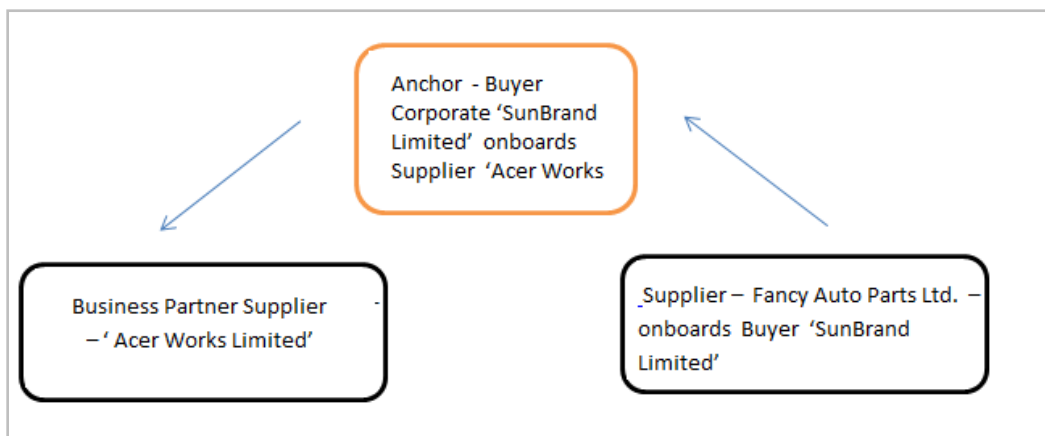 Anchor - Buyer
Corporate ‘SunBrand
Limited’ onboards
Supplier ‘Acer Works
Business Partner Supplier -
– ‘ Acer Works Limited’
Supplier – Fancy Auto Parts Ltd. –
onboards Buyer ‘SunBrand
Limited’